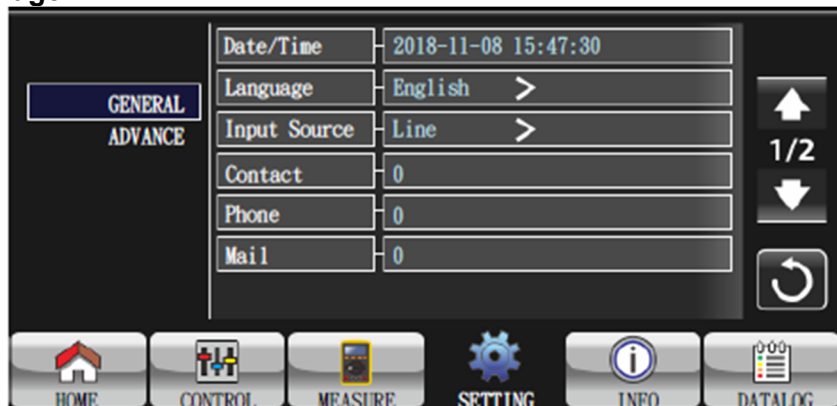 Date/Time 2018-11-08 15:47:30
Language English >
GENERAL
Input Source Line >
ADVANCE
1/2
Contact 0
Phone 0
Mail 0
HOME CONTROL MEASURE SETTING INFO DATALOG